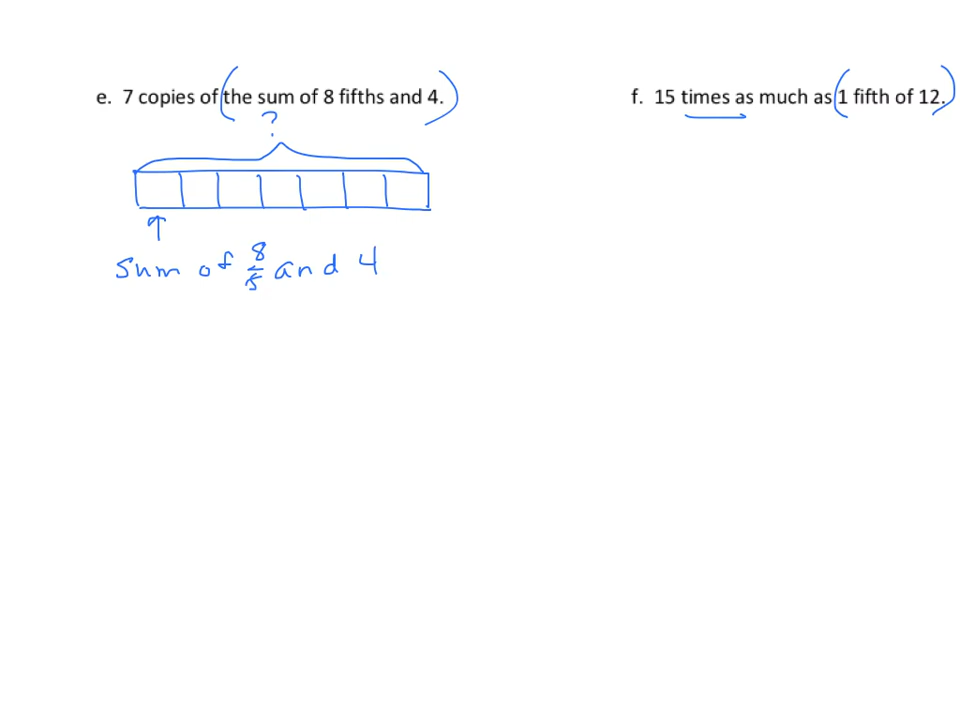 e. 7 copies of (the sum of 8 fifths and 4.)
f. 15 times as much as (1 fifth of 12.)
?
sum of 8/5 and 4